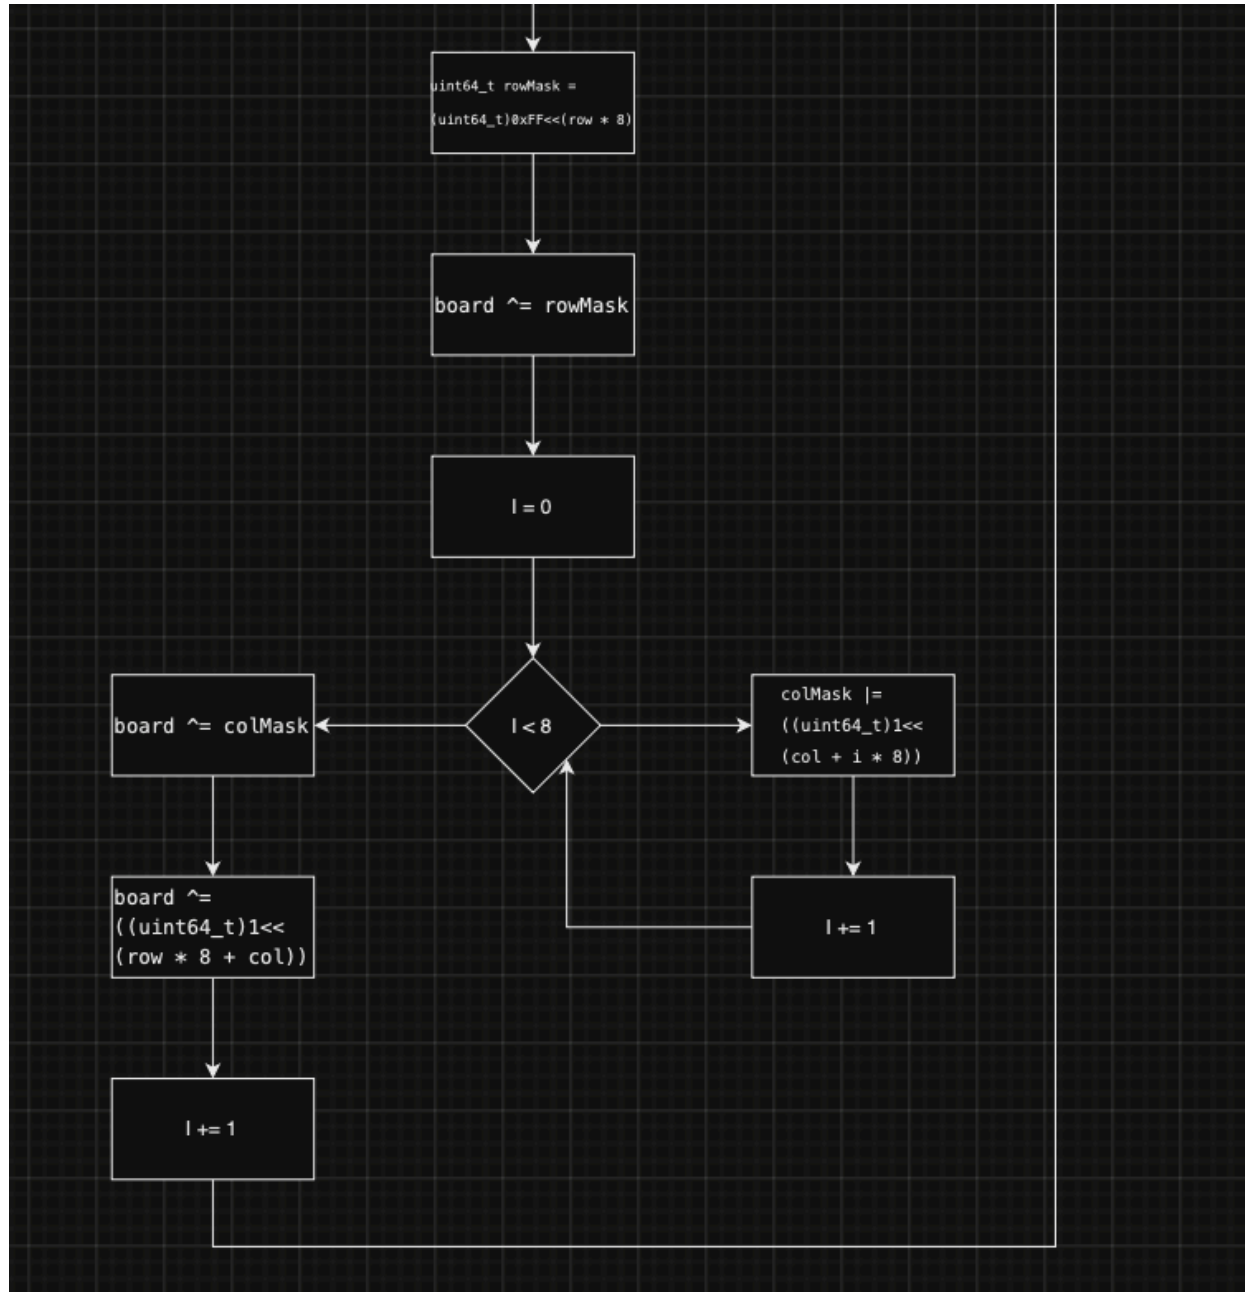 uint64_t rowMask =
(uint64_t)0xFF<<(row * 8)
board ^= rowMask
I = 0
I < 8
board ^= colMask
colMask |=
((uint64_t)1<<
(col + i * 8))
board ^=
((uint64_t)1<<
(row * 8 + col))
I += 1
I += 1